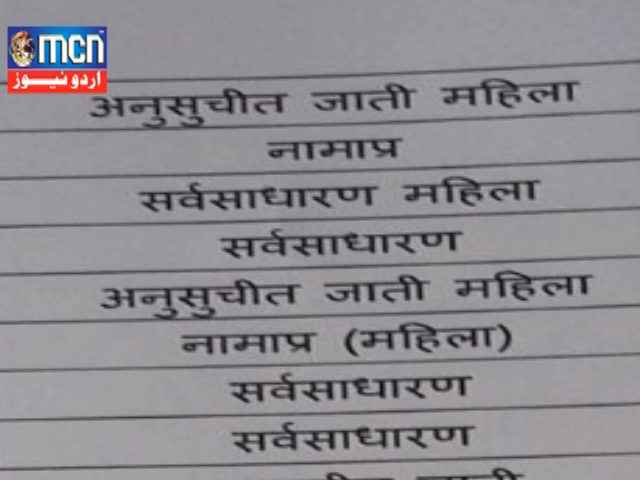 mcn
اردو نیوز
अनुसुचीत जाती महिला
नामाप्र
सर्वसाधारण महिला
सर्वसाधारण
अनुसुचीत जाती महिला
नामाप्र (महिला)
सर्वसाधारण
सर्वसाधारण
जाती